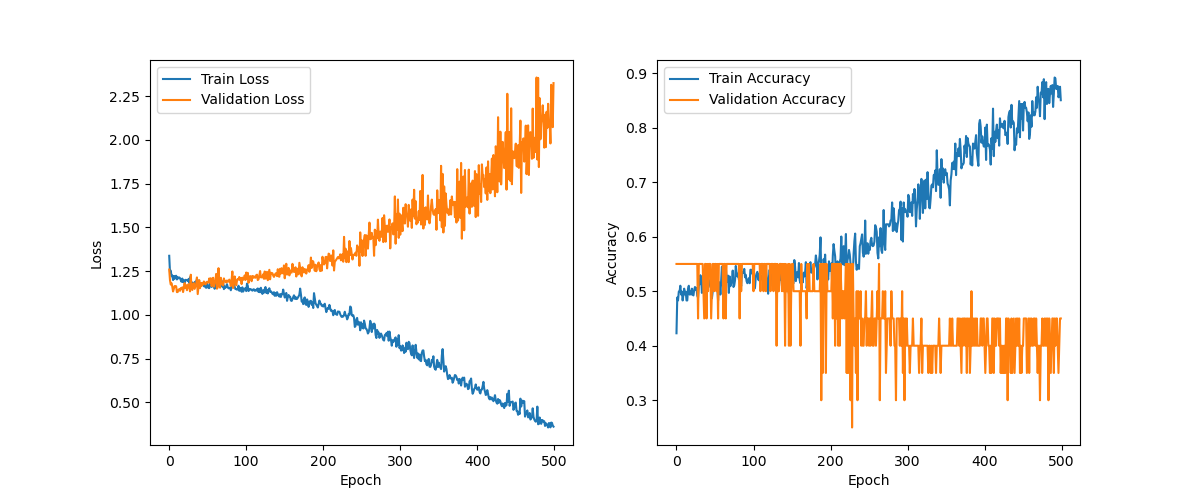 Train Loss
Validation Loss
2.25
2.00
1.75
1.50
1.25
1.00
0.75
0.50
Loss
0 100 200 300 400 500
Epoch
Train Accuracy
Validation Accuracy
0.9
0.8
0.7
0.6
0.5
0.4
0.3
Accuracy
0 100 200 300 400 500
Epoch